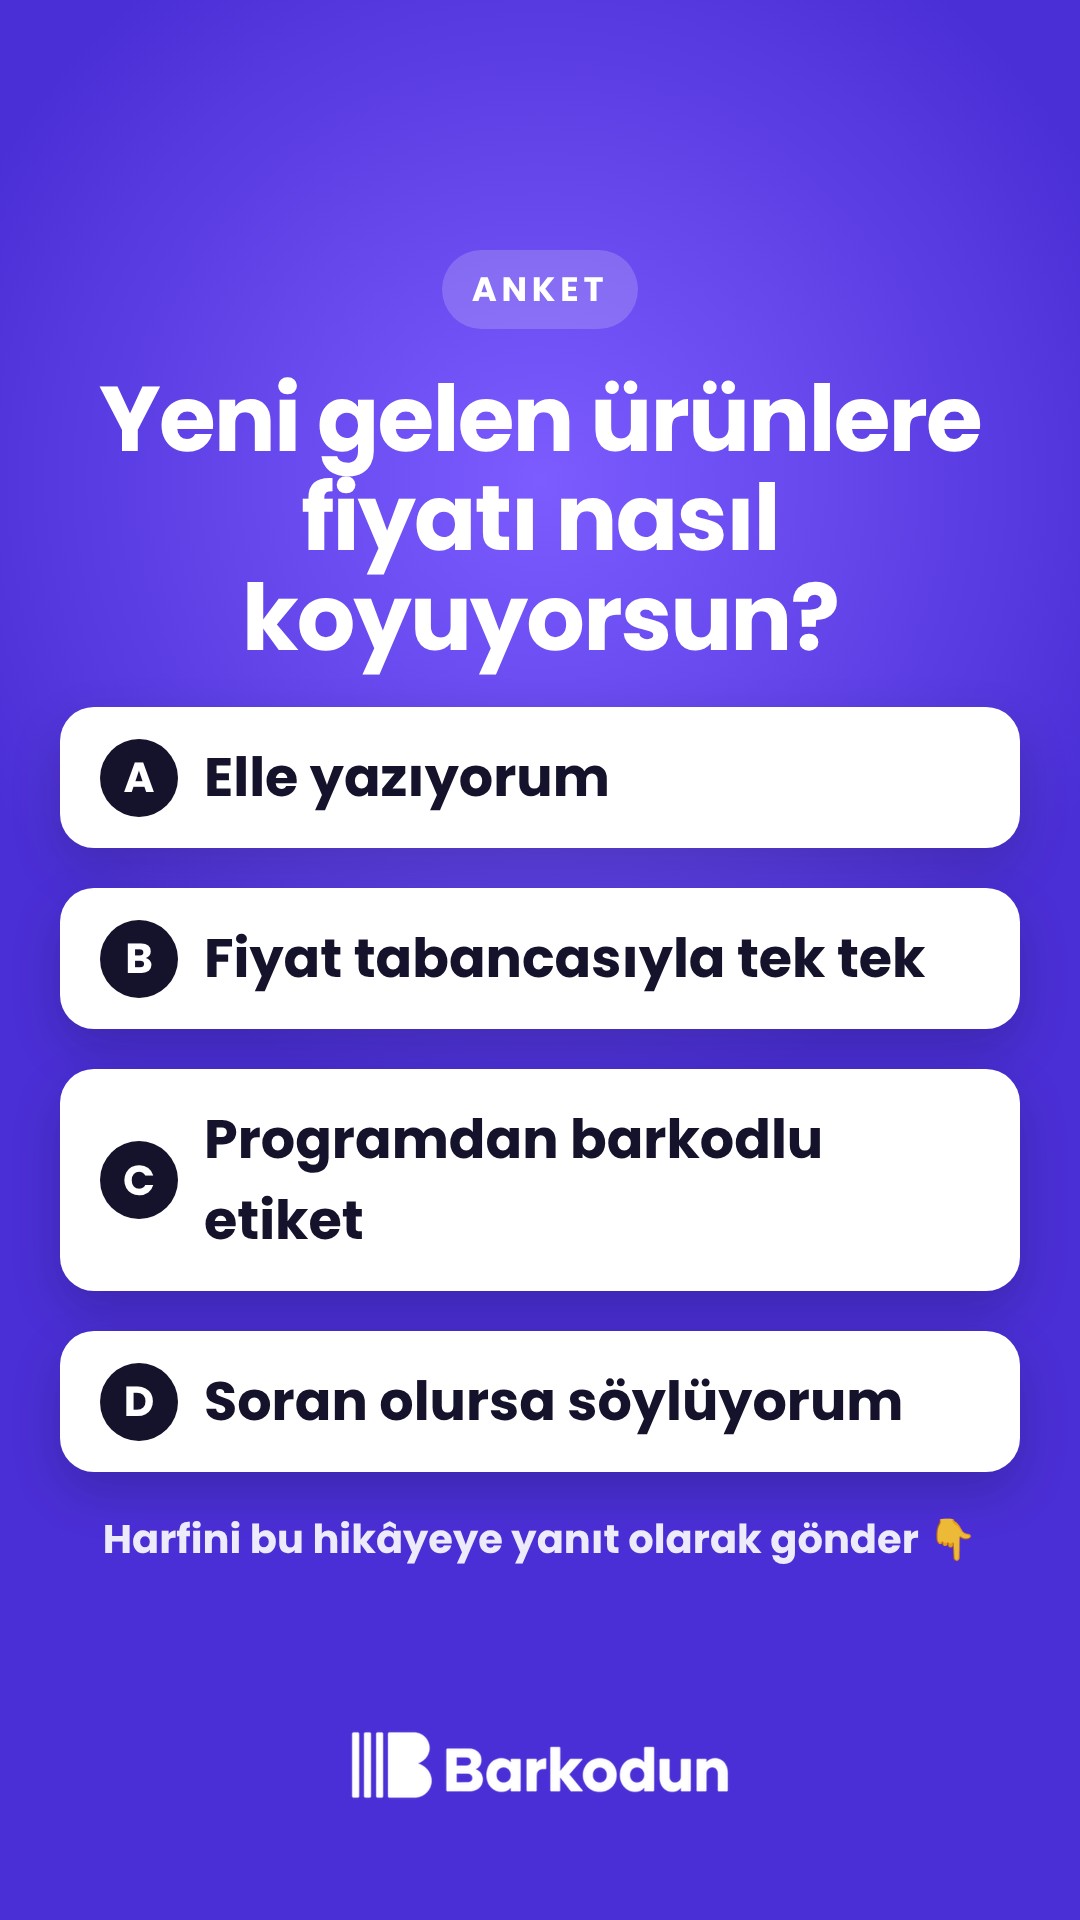 ANKET
Yeni gelen ürünlere
fiyatı nasıl
koyuyorsun?
A Elle yazıyorum
B Fiyat tabancasıyla tek tek
C Programdan barkodlu
etiket
D Soran olursa söylüyorum
Harfini bu hikâyeye yanıt olarak gönder 👇
Barkodun